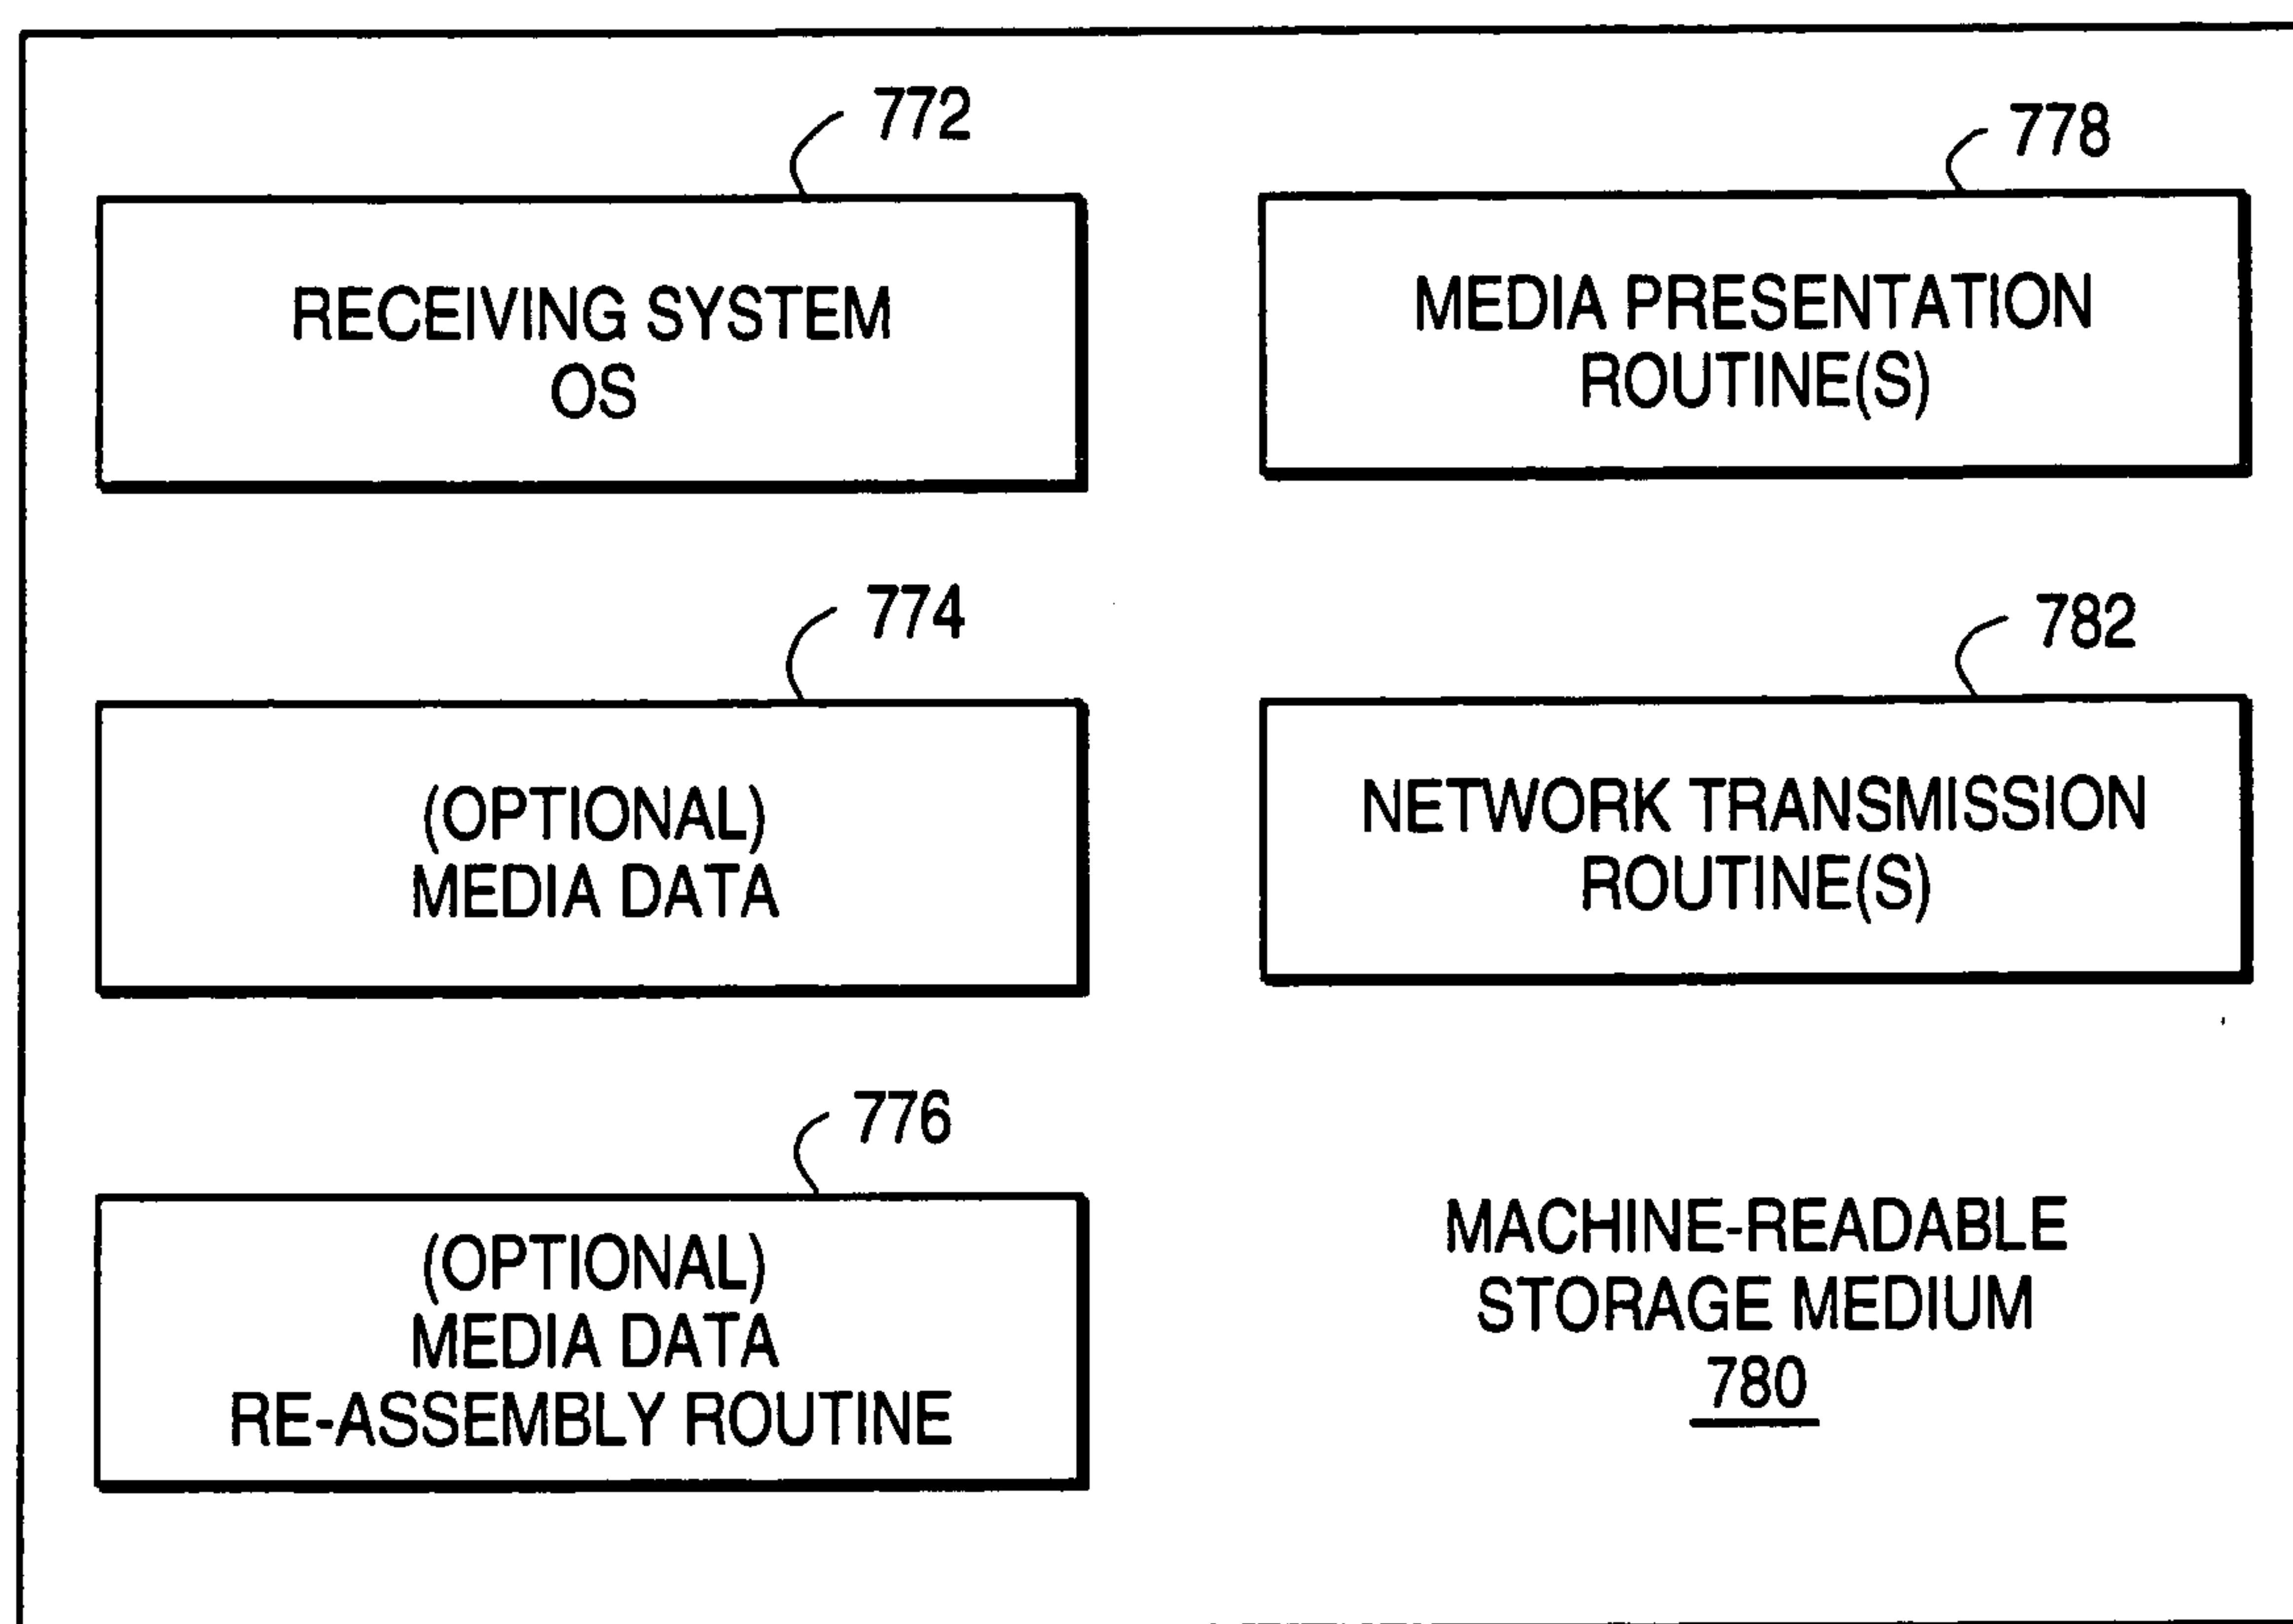 772
RECEIVING SYSTEM
OS
778
MEDIA PRESENTATION
ROUTINE(S)
774
(OPTIONAL)
MEDIA DATA
782
NETWORK TRANSMISSION
ROUTINE(S)
776
(OPTIONAL)
MEDIA DATA
RE-ASSEMBLY ROUTINE
MACHINE-READABLE
STORAGE MEDIUM
780